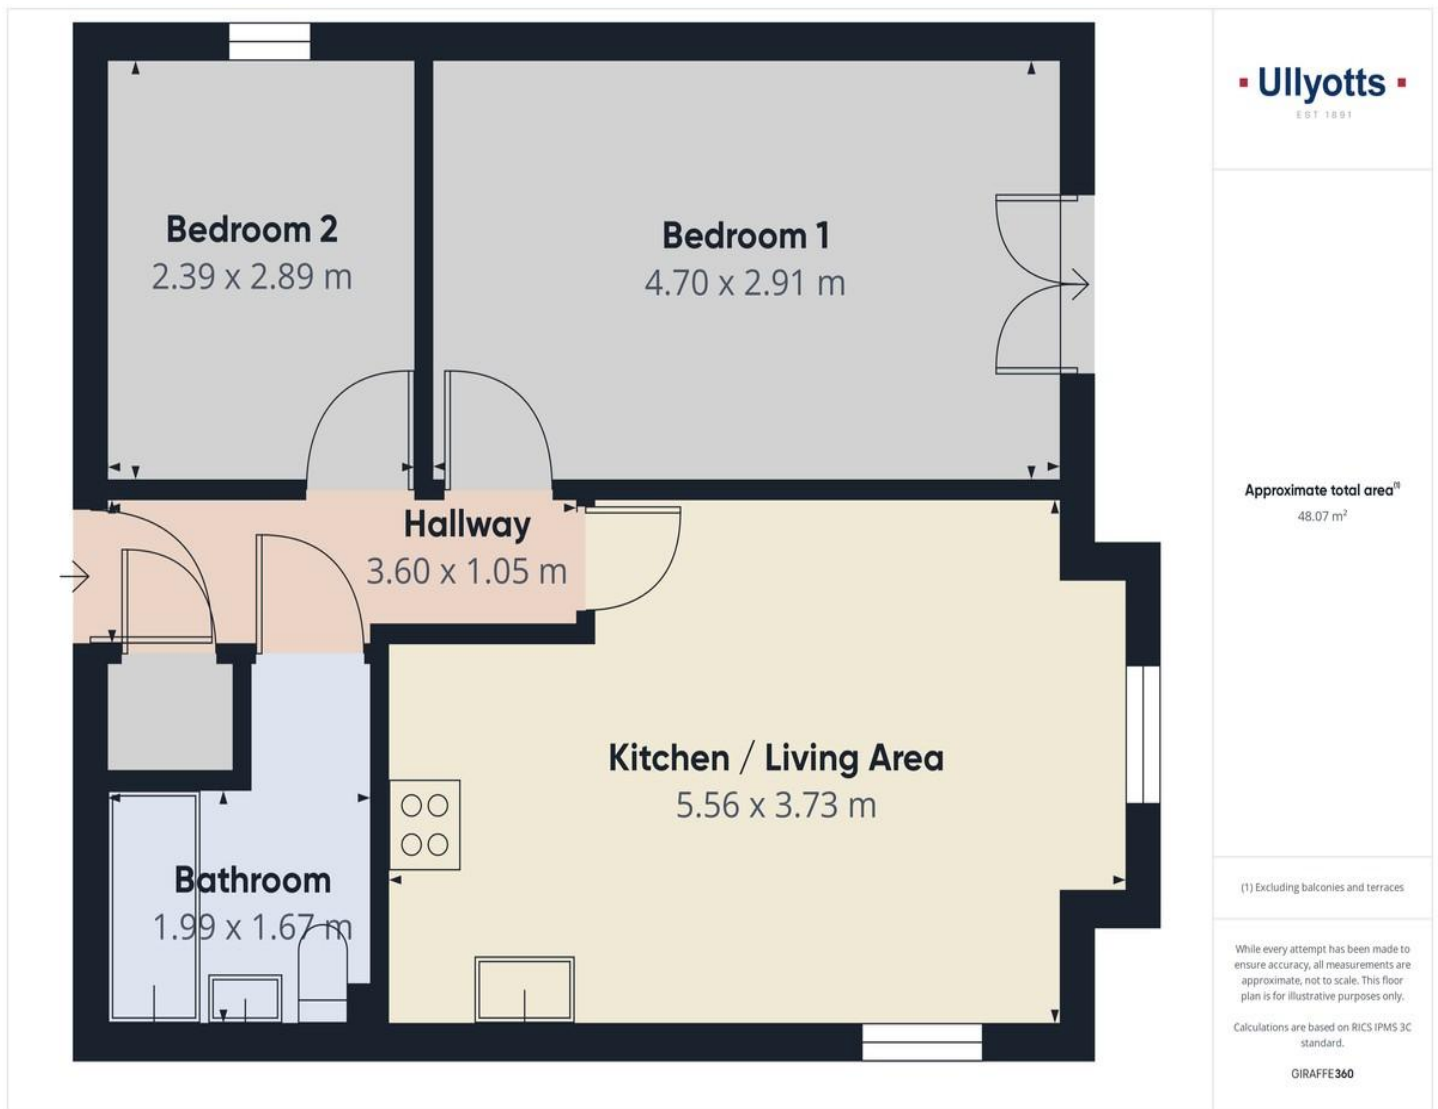 Bedroom 2
2.39 x 2.89 m
Bedroom 1
4.70 x 2.91 m
Hallway
3.60 x 1.05 m
Kitchen / Living Area
5.56 x 3.73 m
Bathroom
1.99 x 1.67 m
Ullyotts
EST 1891
Approximate total area(1)
48.07 m²
(1) Excluding balconies and terraces
While every attempt has been made to
ensure accuracy, all measurements are
approximate, not to scale. This floor
plan is for illustrative purposes only.
Calculations are based on RICS IPMS 3C
standard.
GIRAFFE360